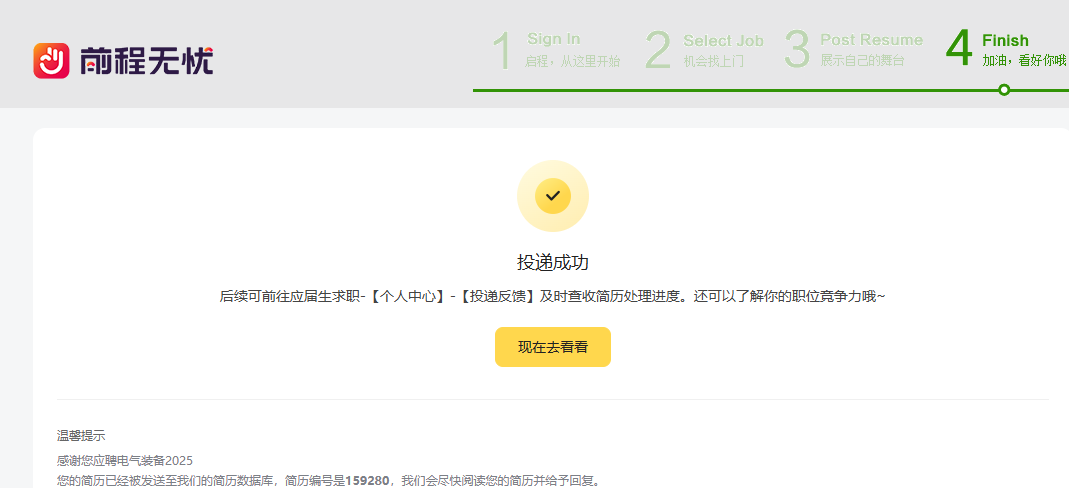 前程无忧
1 Sign In
启程，从这里开始
2 Select Job
机会找上门
3 Post Resume
展示自己的舞台
4 Finish
加油，看好你哦
投递成功
后续可前往应届生求职-【个人中心】-【投递反馈】及时查收简历处理进度。还可以了解你的职位竞争力哦~
现在去看看
温馨提示
感谢您应聘电气装备2025
您的简历已经被发送至我们的简历数据库，简历编号是159280，我们会尽快阅读您的简历并给予回复。